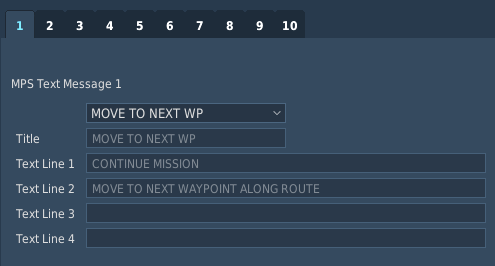 1 2 3 4 5 6 7 8 9 10
MPS Text Message 1
MOVE TO NEXT WP
Title MOVE TO NEXT WP
Text Line 1 CONTINUE MISSION
Text Line 2 MOVE TO NEXT WAYPOINT ALONG ROUTE
Text Line 3
Text Line 4